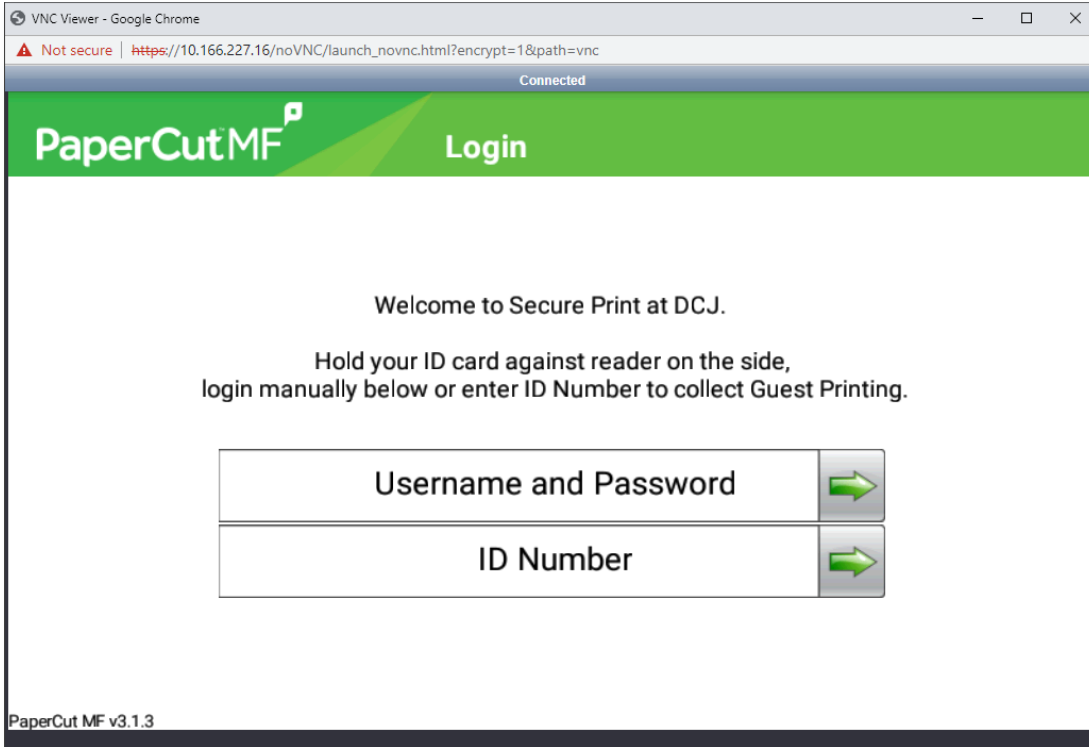 VNC Viewer - Google Chrome
Not secure | https://10.166.227.16/noVNC/launch_novnc.html?encrypt=1&path=vnc
Connected
PaperCut™MF
Login
Welcome to Secure Print at DCJ.
Hold your ID card against reader on the side,
login manually below or enter ID Number to collect Guest Printing.
Username and Password
ID Number
PaperCut MF v3.1.3